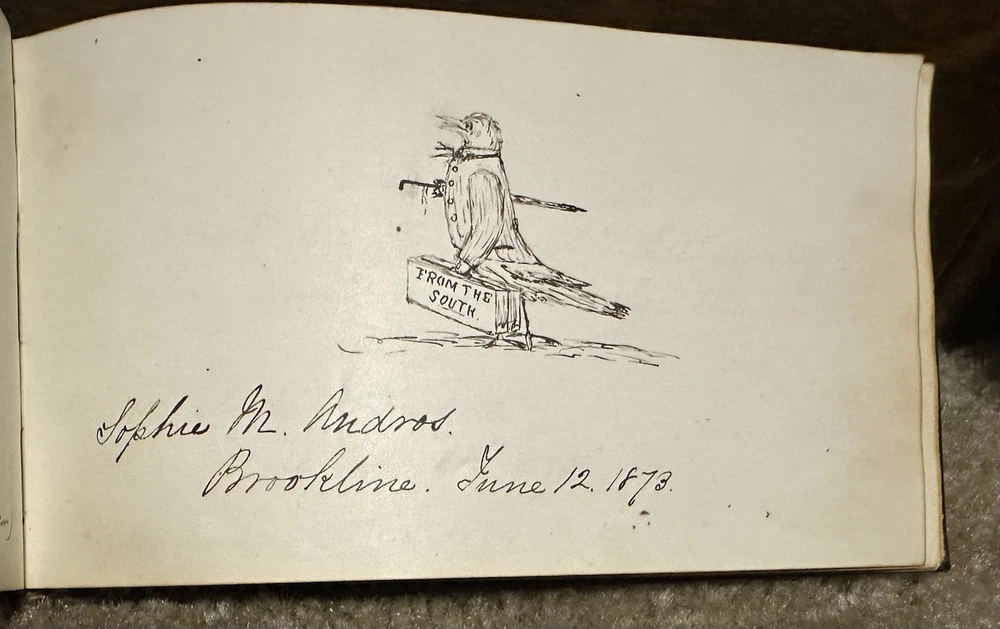 FROM THE
SOUTH.
Sophie M. Andros.
Brookline. June 12. 1873.